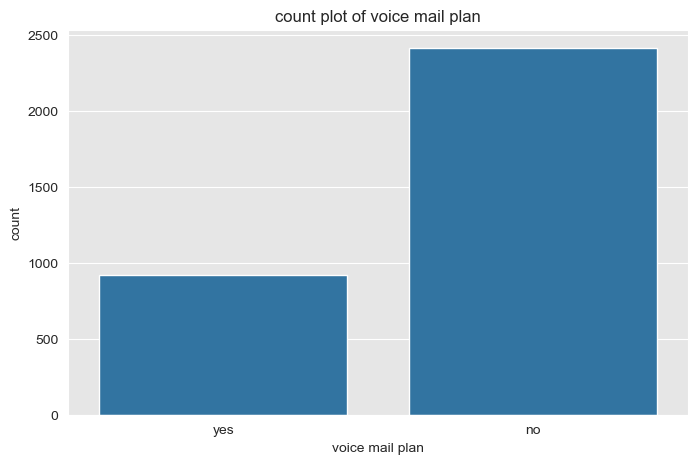 count plot of voice mail plan
2500
2000
1500
1000
500
0
count
yes no
voice mail plan